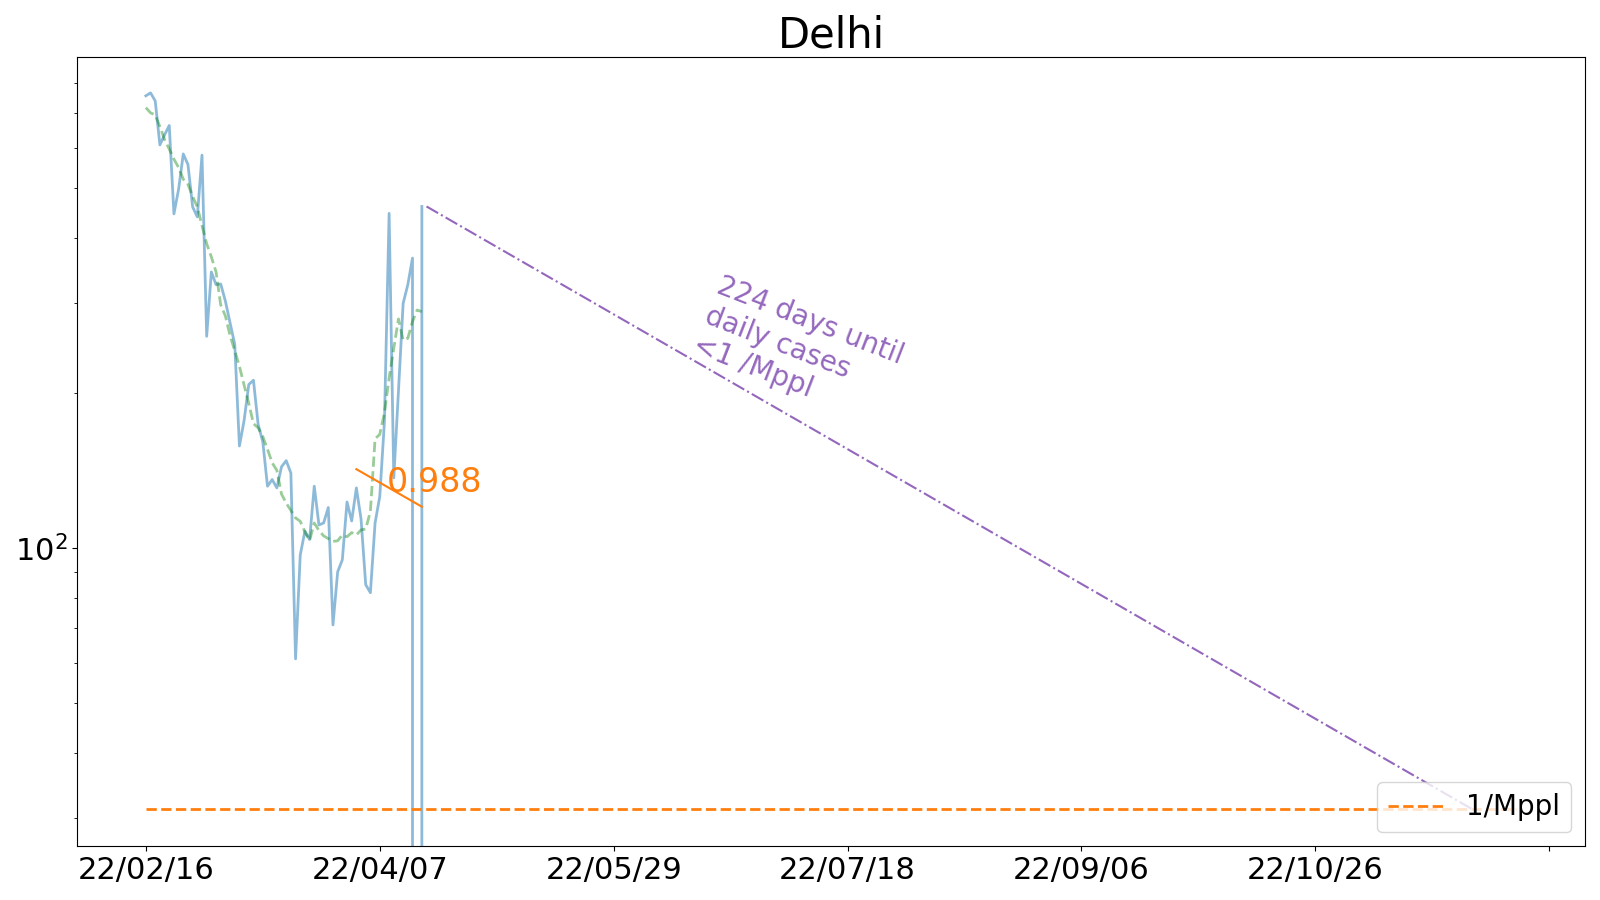 Delhi
224 days until
daily cases
<1 /Mppl
0.988
10²
1/Mppl
22/02/16
22/04/07
22/05/29
22/07/18
22/09/06
22/10/26